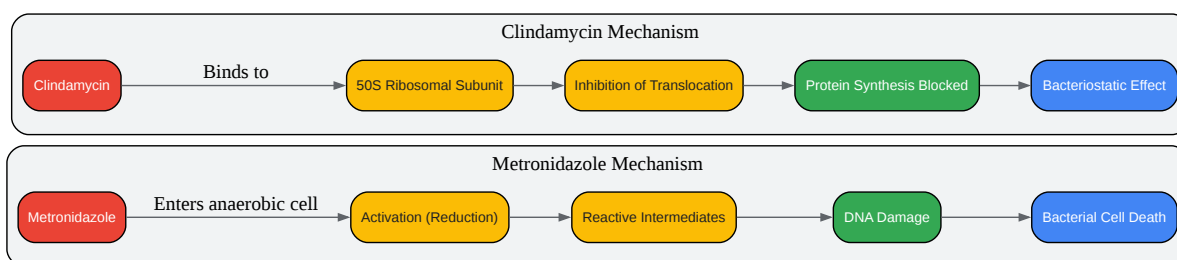 Clindamycin Mechanism
Clindamycin
Binds to
50S Ribosomal Subunit
Inhibition of Translocation
Protein Synthesis Blocked
Bacteriostatic Effect
Metronidazole Mechanism
Metronidazole
Enters anaerobic cell
Activation (Reduction)
Reactive Intermediates
DNA Damage
Bacterial Cell Death